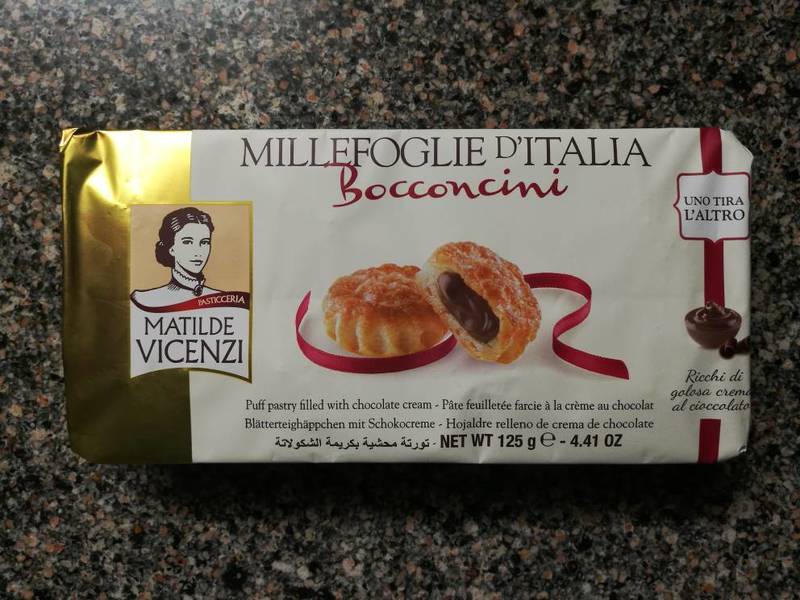 MILLEFOGLIE D'ITALIA
Bocconcini
UNO TIRA
L'ALTRO
PASTICCERIA
MATILDE
VICENZI
Ricchi di
golosa crema
al cioccolato
Puff pastry filled with chocolate cream - Pâte feuilletée farcie à la crème au chocolat
Blätterteighäppchen mit Schokocreme - Hojaldre relleno de crema de chocolate
تورتة محشية بكريمة الشكولاتة - NET WT 125 g ℮ - 4.41 OZ